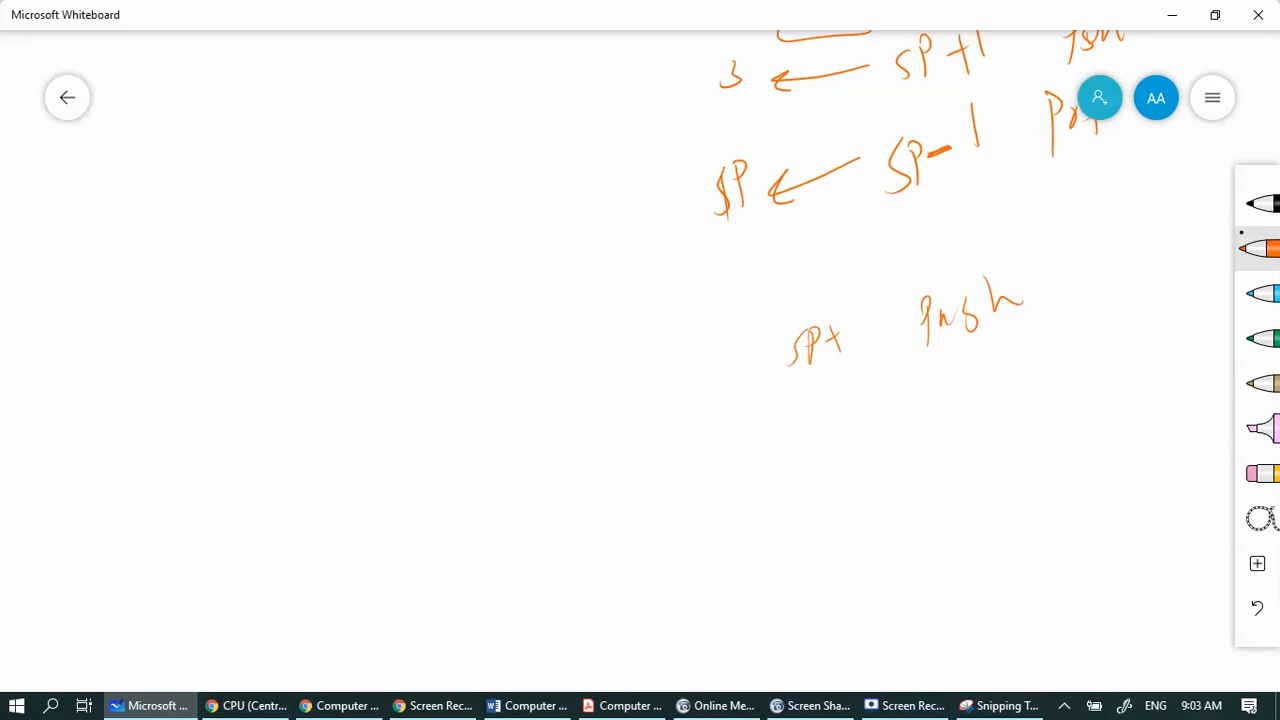 Microsoft Whiteboard
SP+1 Push
3
AA
SP-1 Pop
SP
Push
SP+
Microsoft ...
CPU (Centr...
Computer ...
Screen Rec...
Computer ...
Computer ...
Online Me...
Screen Sha...
Screen Rec...
Snipping T...
ENG
9:03 AM